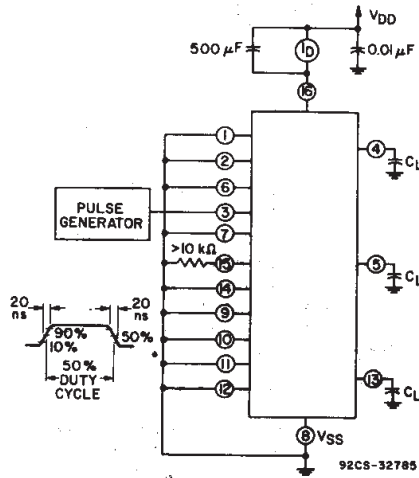 VDD
500 µF
ID
0.01 µF
16
1
2
6
3
7
>10 kΩ
15
14
9
10
11
12
4
CL
5
CL
13
CL
PULSE
GENERATOR
20
ns
20
ns
90%
10%
50%
50%
DUTY
CYCLE
8
VSS
92CS-32785